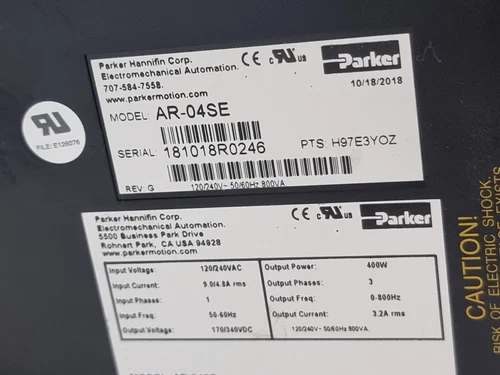 Parker Hannifin Corp.
Electromechanical Automation.
707-584-7558.
www.parkermotion.com
Parker
10/18/2018
MODEL: AR-04SE
SERIAL: 181018R0246
PTS: H97E3YOZ
REV: G
120/240V~ 50/60Hz 800VA
FILE: E128076
Parker Hannifin Corp.
Electromechanical Automation.
5500 Business Park Drive
Rohnert Park, CA USA 94928
www.parkermotion.com
Parker
Input Voltage: 120/240VAC Output Power: 400W
Input Current: 9.0/4.8A rms Output Phases: 3
Input Phases: 1 Output Freq: 0-800Hz
Input Freq: 50-60Hz Output Current: 3.2A rms
Output Voltage: 170/340VDC 120/240V~ 50/60Hz 800VA
CAUTION!
RISK OF ELECTRIC SHOCK.